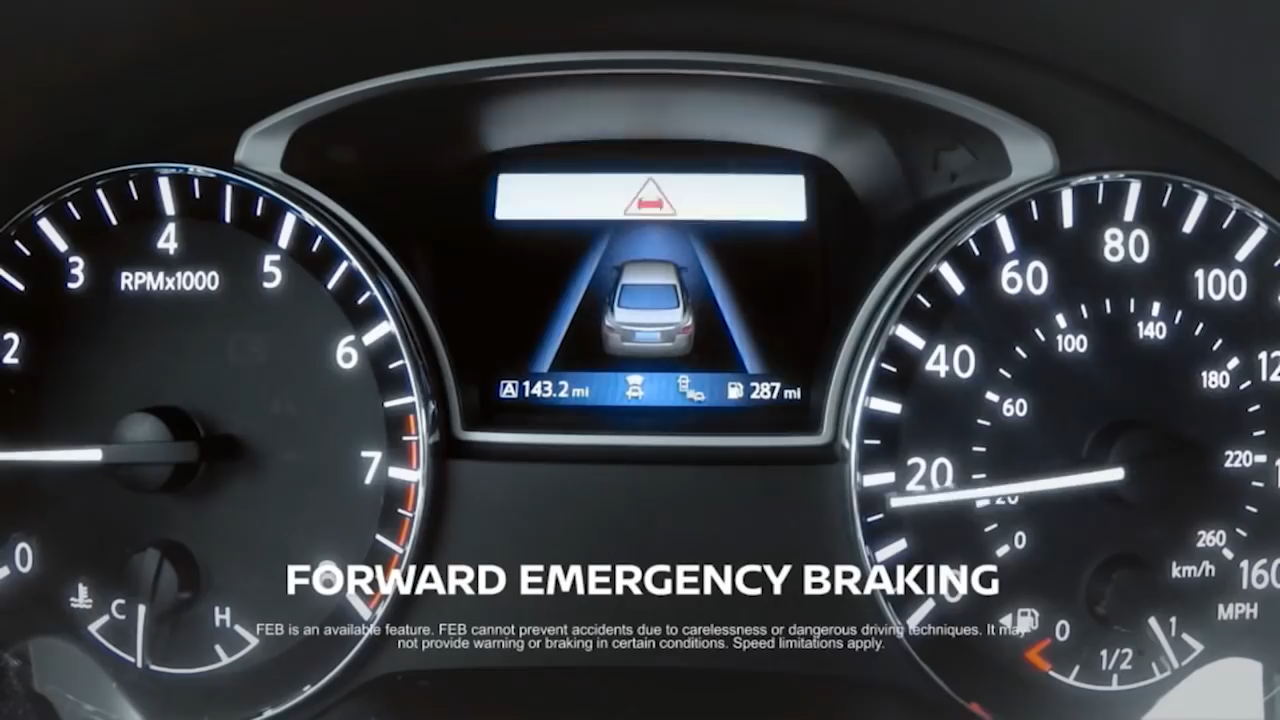 4
3
5
RPMx1000
2
6
7
0
C
H
A 143.2 mi
287 mi
80
60
100
40
20
100
140
60
180
220
20
0
260
km/h
160
MPH
0
1/2
1
FORWARD EMERGENCY BRAKING
FEB is an available feature. FEB cannot prevent accidents due to carelessness or dangerous driving techniques. It may
not provide warning or braking in certain conditions. Speed limitations apply.